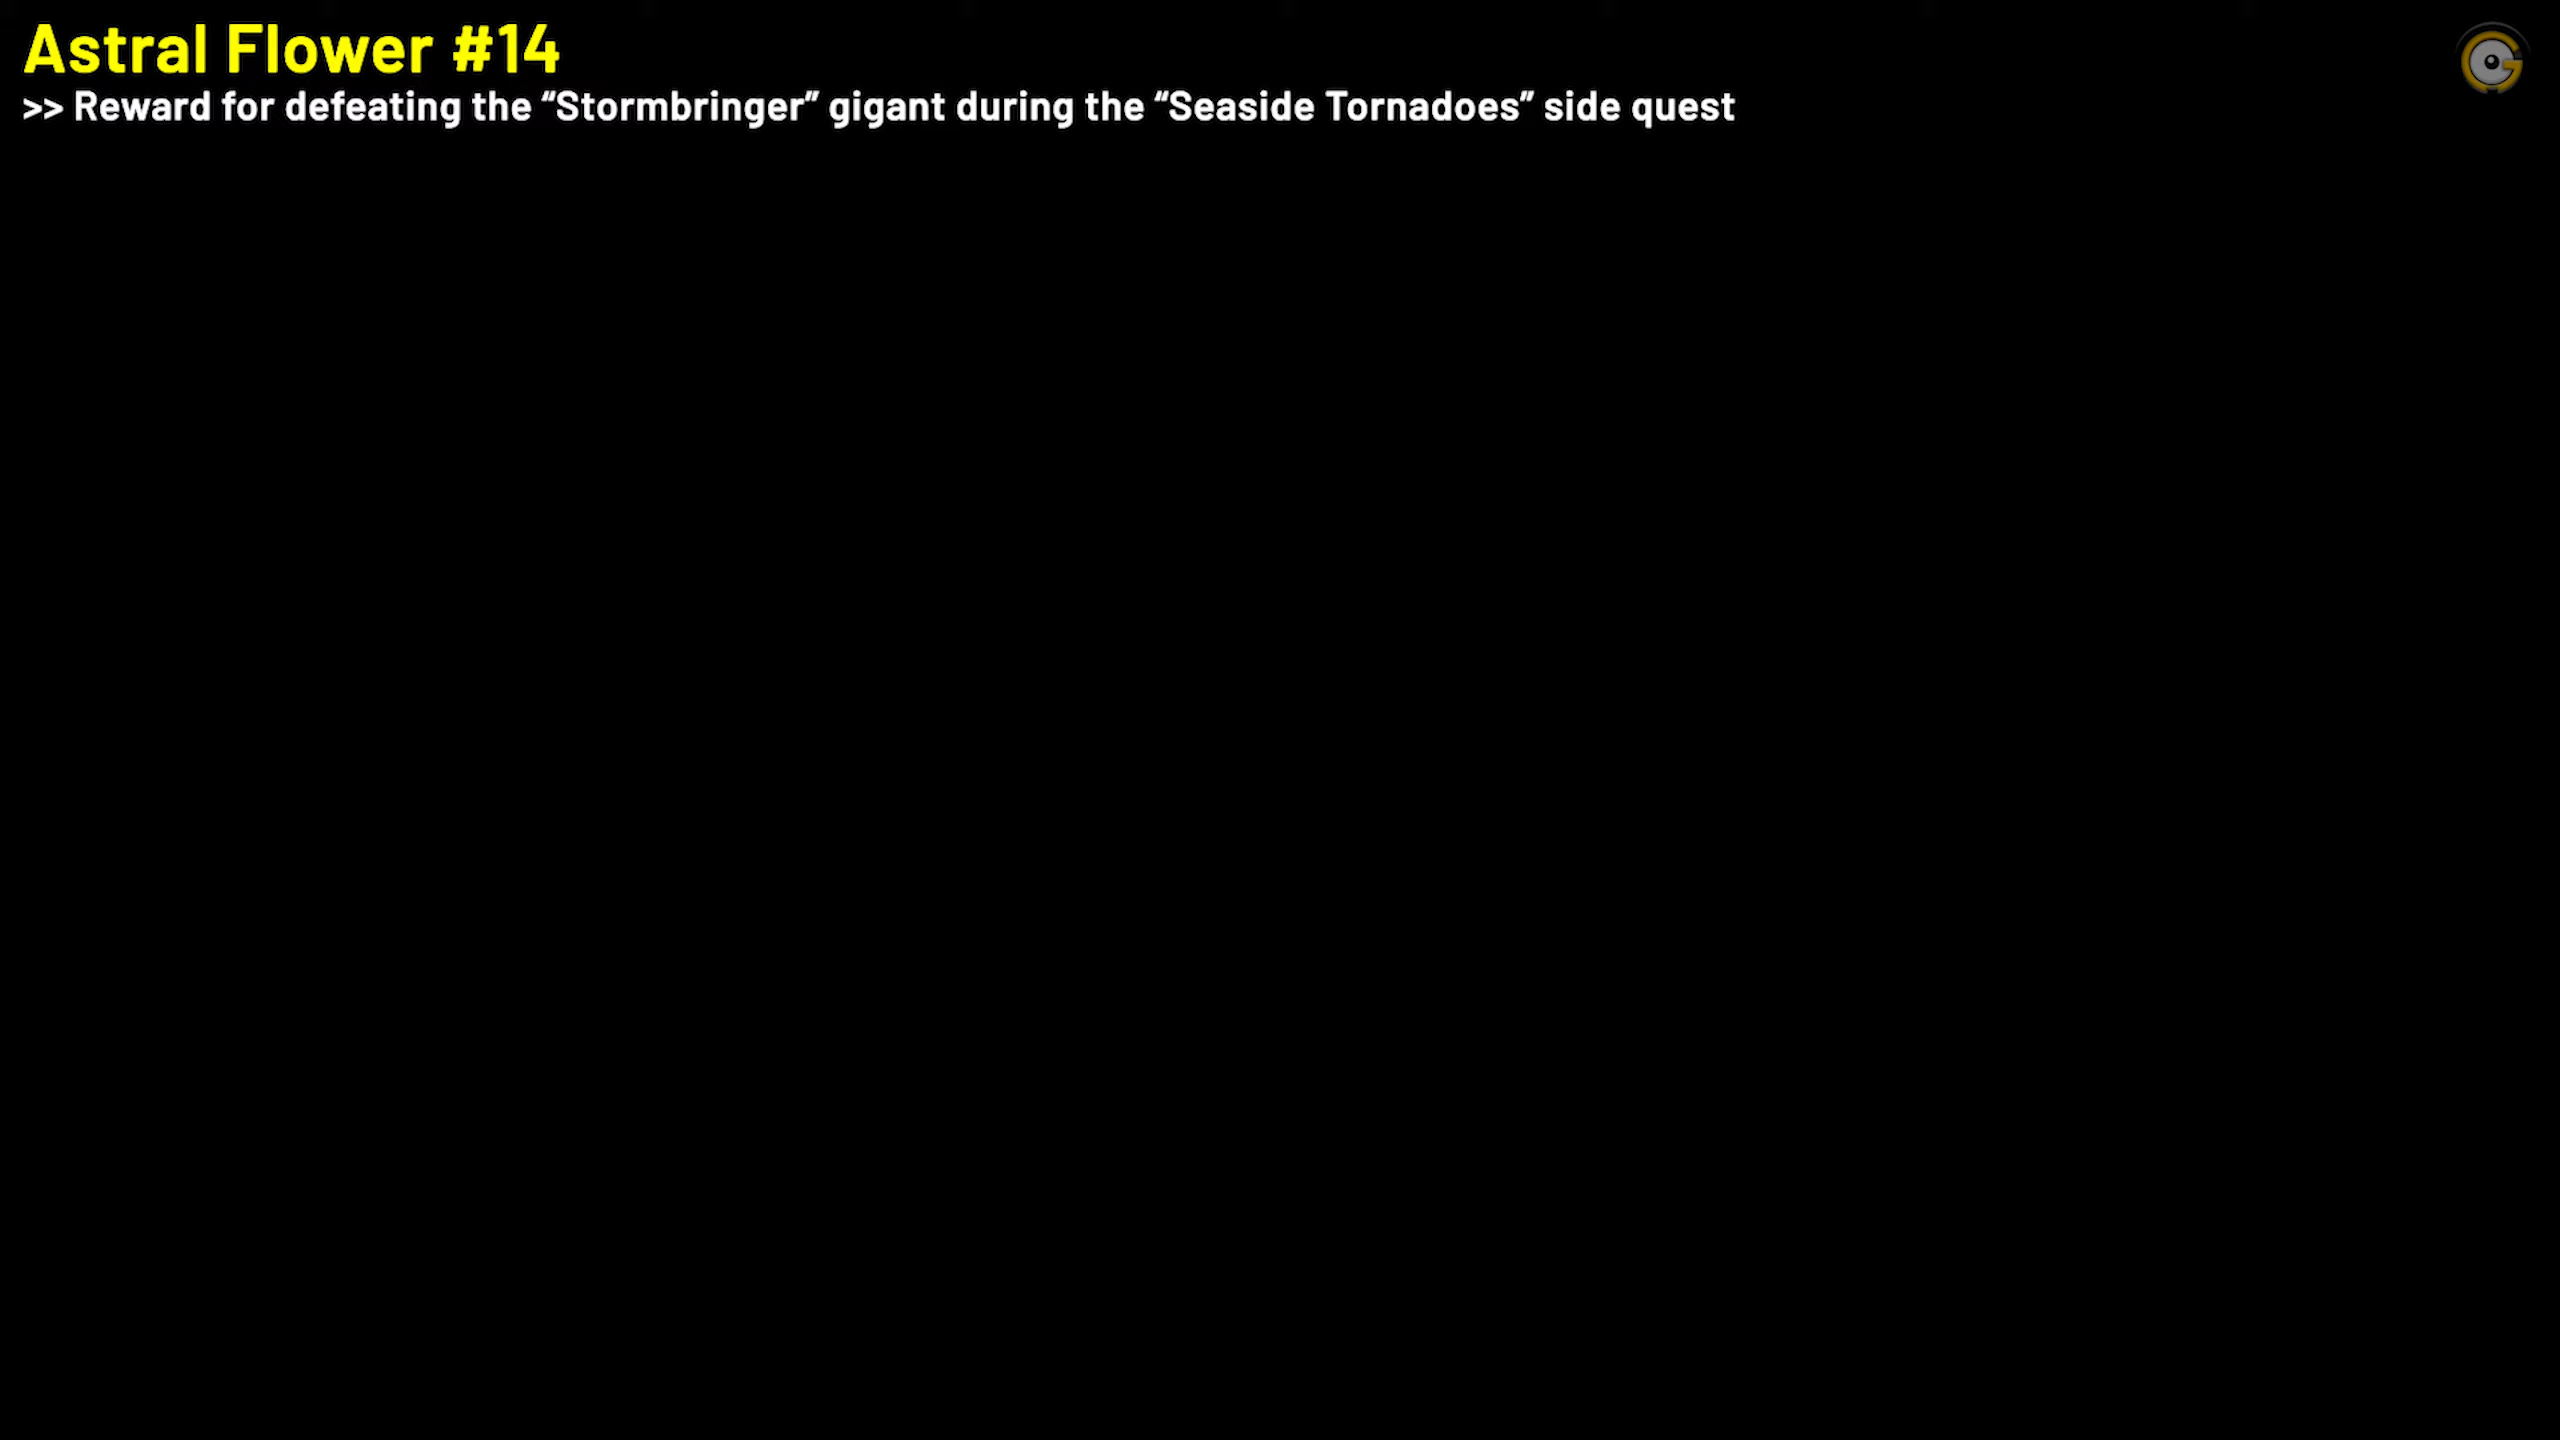 Astral Flower #14
>> Reward for defeating the “Stormbringer” gigant during the “Seaside Tornadoes” side quest